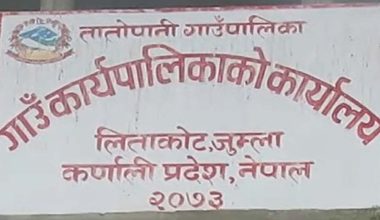 तातोपानी गाउँपालिका
गाउँ कार्यपालिकाको कार्यालय
लिताकोट,जुम्ला
कर्णाली प्रदेश, नेपाल
२०७३